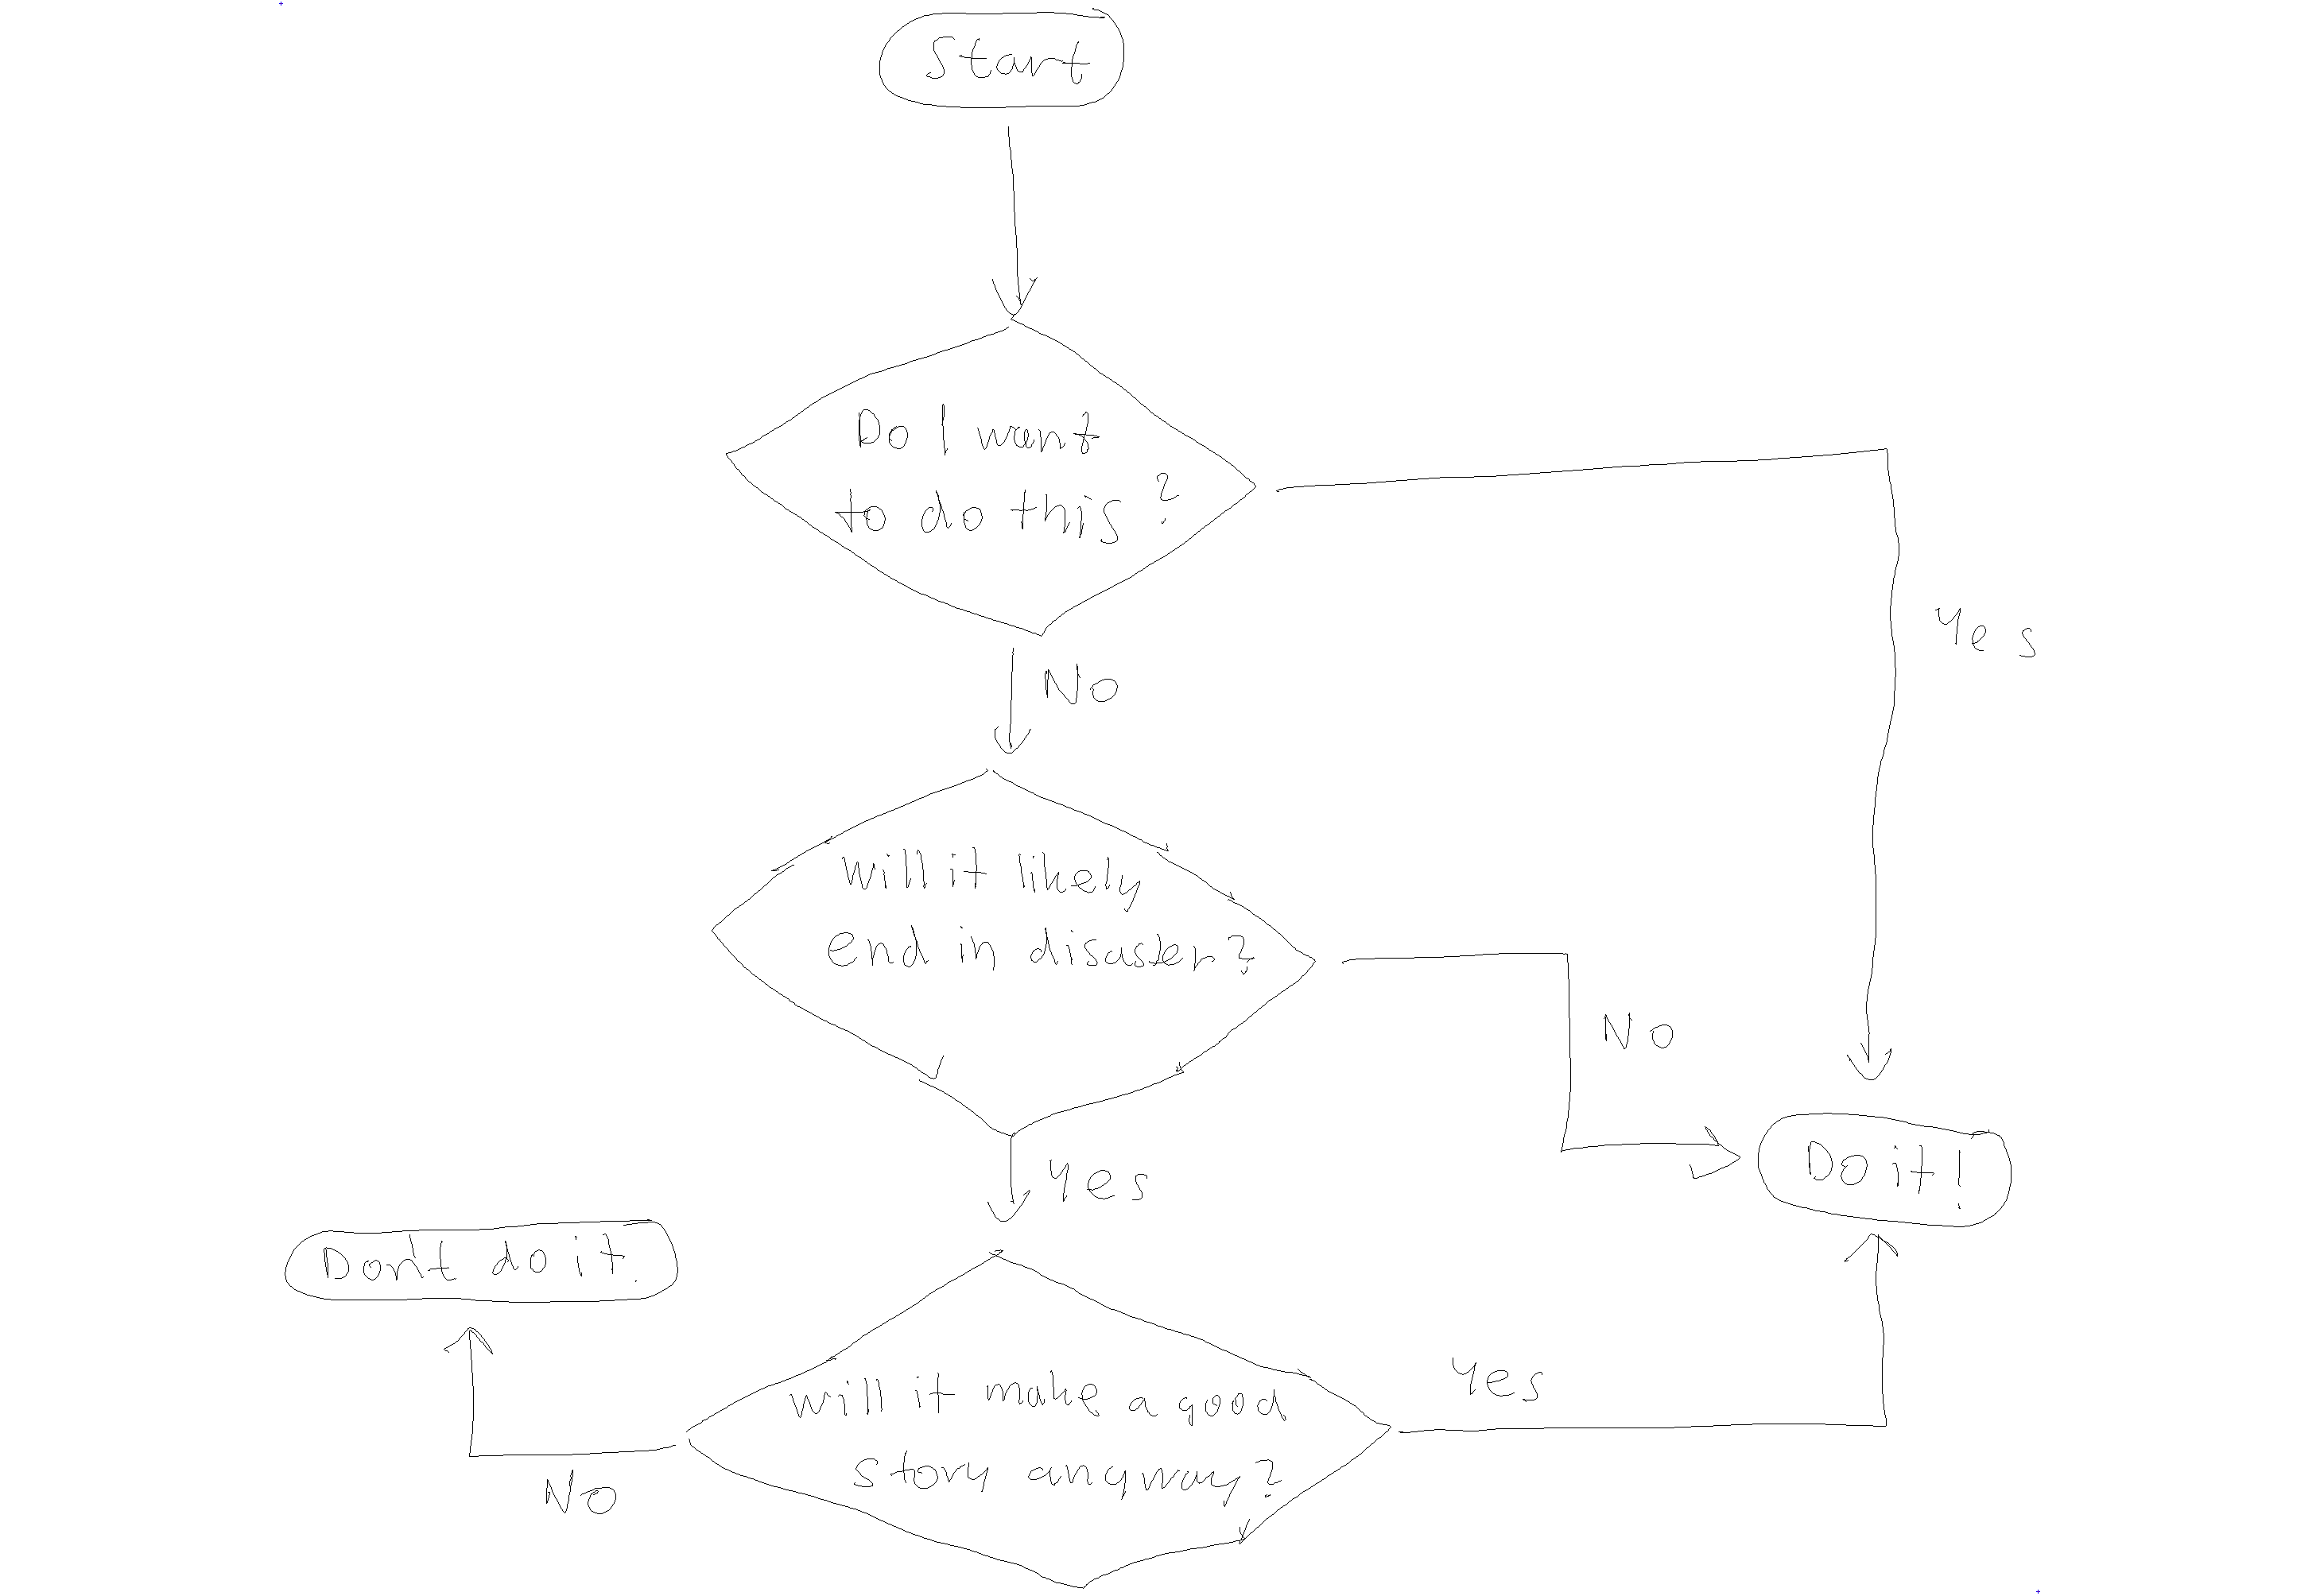 Start
Do I want
to do this?
Yes
No
will it likely
end in disaster?
No
Do it!
Yes
Don't do it.
will it make a good
story anyway?
Yes
No